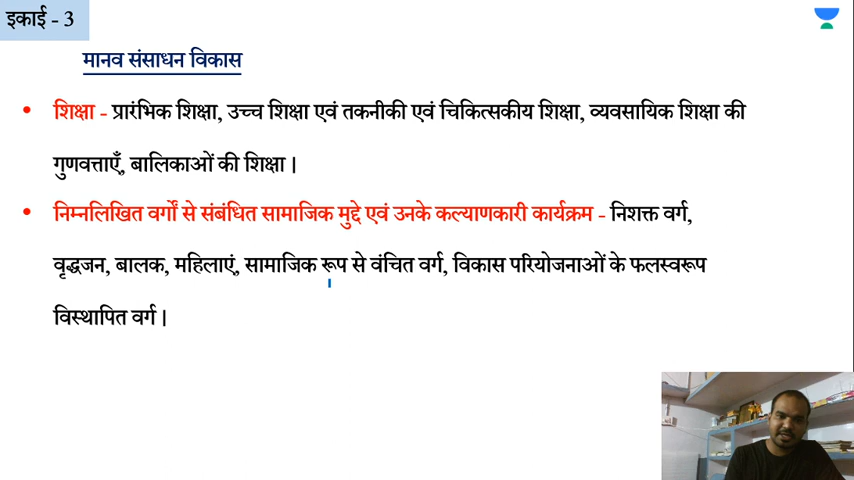 इकाई - 3
मानव संसाधन विकास
• शिक्षा - प्रारंभिक शिक्षा, उच्च शिक्षा एवं तकनीकी एवं चिकित्सकीय शिक्षा, व्यवसायिक शिक्षा की
गुणवत्ताएँ, बालिकाओं की शिक्षा।
• निम्नलिखित वर्गों से संबंधित सामाजिक मुद्दे एवं उनके कल्याणकारी कार्यक्रम - निशक्त वर्ग,
वृद्धजन, बालक, महिलाएं, सामाजिक रूप से वंचित वर्ग, विकास परियोजनाओं के फलस्वरूप
विस्थापित वर्ग।